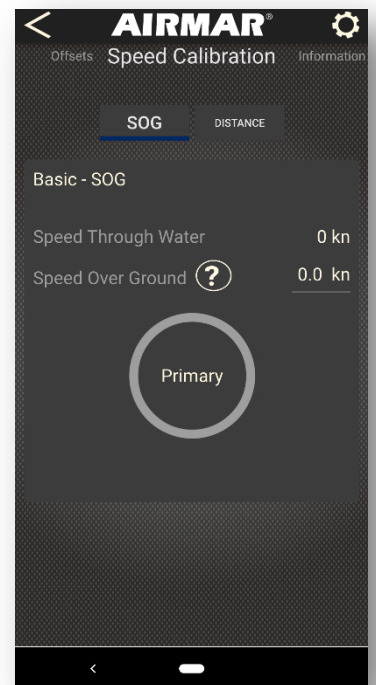 AIRMAR®
Offsets Speed Calibration Information
SOG DISTANCE
Basic - SOG
Speed Through Water 0 kn
Speed Over Ground ? 0.0 kn
Primary